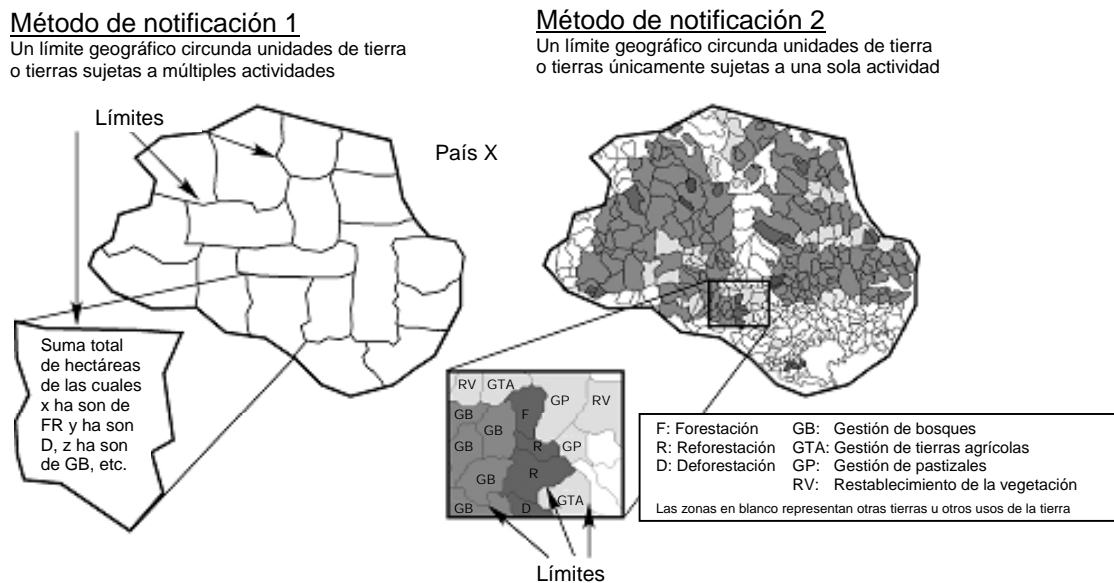 Método de notificación 1
Un límite geográfico circunda unidades de tierra
o tierras sujetas a múltiples actividades
Método de notificación 2
Un límite geográfico circunda unidades de tierra
o tierras únicamente sujetas a una sola actividad
Límites
País X
Suma total
de hectáreas
de las cuales
x ha son de
FR y ha son
D, z ha son
de GB, etc.
RV GTA GP RV
GB F
GB
GB R GP
GB R
GTA
GB D
Límites
F: Forestación GB: Gestión de bosques
R: Reforestación GTA: Gestión de tierras agrícolas
D: Deforestación GP: Gestión de pastizales
RV: Restablecimiento de la vegetación
Las zonas en blanco representan otras tierras u otros usos de la tierra